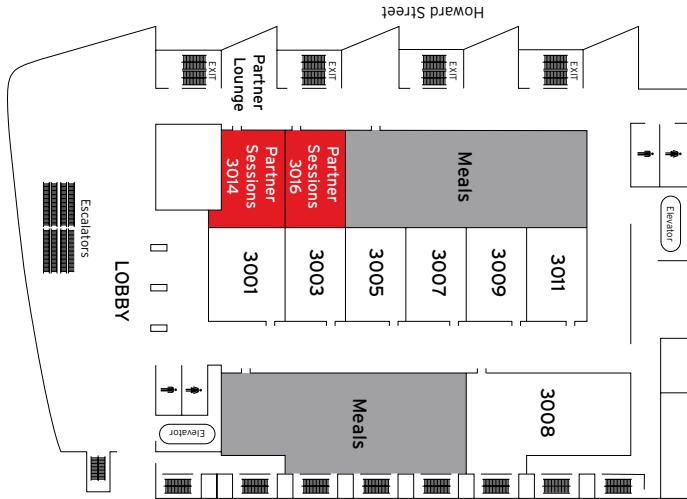 Howard Street
EXIT
EXIT
EXIT
EXIT
Partner
Lounge
Partner
Sessions
3014
Partner
Sessions
3016
Meals
Elevator
Escalators
LOBBY
3001
3003
3005
3007
3009
3011
Elevator
Meals
3008